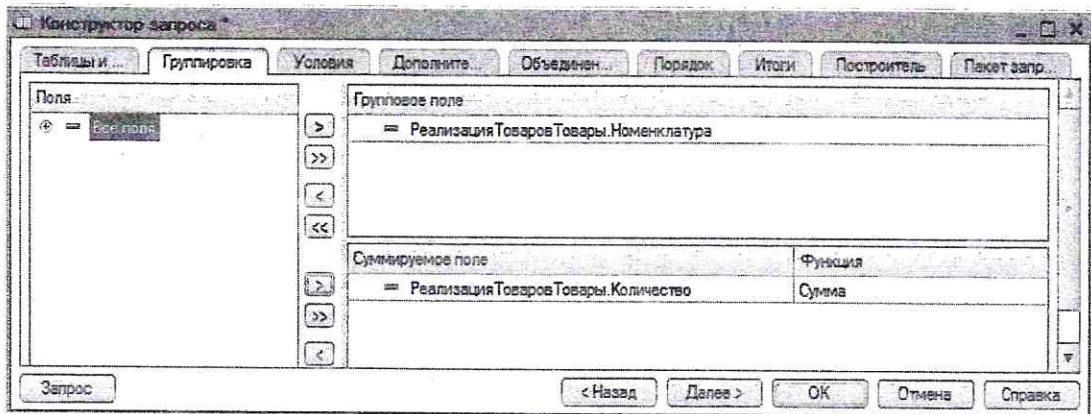 Конструктор запроса *
Таблицы и ... Группировка Условия Дополните... Объединен... Порядок Итоги Построитель Пакет запр...
Поля Групповое поле
Все поля > РеализацияТоваровТовары.Номенклатура
>>
<
<<
Суммируемое поле Функция
> РеализацияТоваровТовары.Количество Сумма
>>
<
Запрос < Назад Далее > ОК Отмена Справка